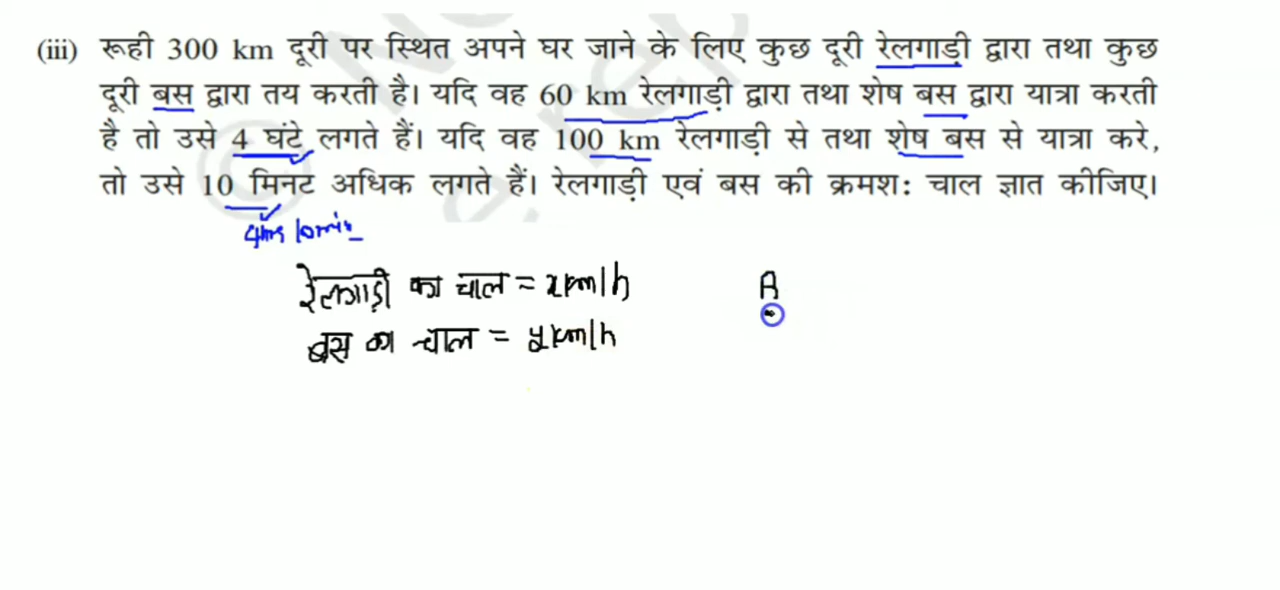 (iii) रूही 300 km दूरी पर स्थित अपने घर जाने के लिए कुछ दूरी रेलगाड़ी द्वारा तथा कुछ
दूरी बस द्वारा तय करती है। यदि वह 60 km रेलगाड़ी द्वारा तथा शेष बस द्वारा यात्रा करती
है तो उसे 4 घंटे लगते हैं। यदि वह 100 km रेलगाड़ी से तथा शेष बस से यात्रा करे,
तो उसे 10 मिनट अधिक लगते हैं। रेलगाड़ी एवं बस की क्रमश: चाल ज्ञात कीजिए।
4hrs 10min
रेलगाड़ी का चाल = x km/h
बस का चाल = y km/h
A